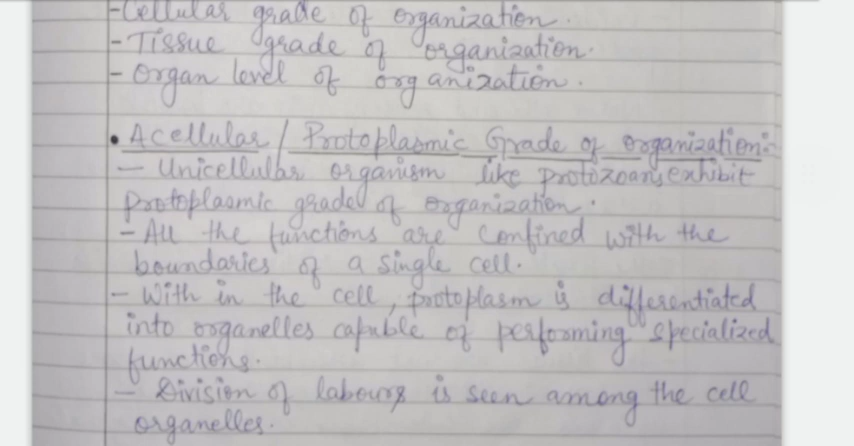 - Cellular grade of organization.
- Tissue grade of organization.
- Organ level of organization.
• Acellular / Protoplasmic Grade of organization:
- Unicellular organism like protozoans, exhibit
protoplasmic grade of organization.
- All the functions are confined with the
boundaries of a single cell.
- With in the cell, protoplasm is differentiated
into organelles capable of performing specialized
functions.
- Division of labours is seen among the cell
organelles.